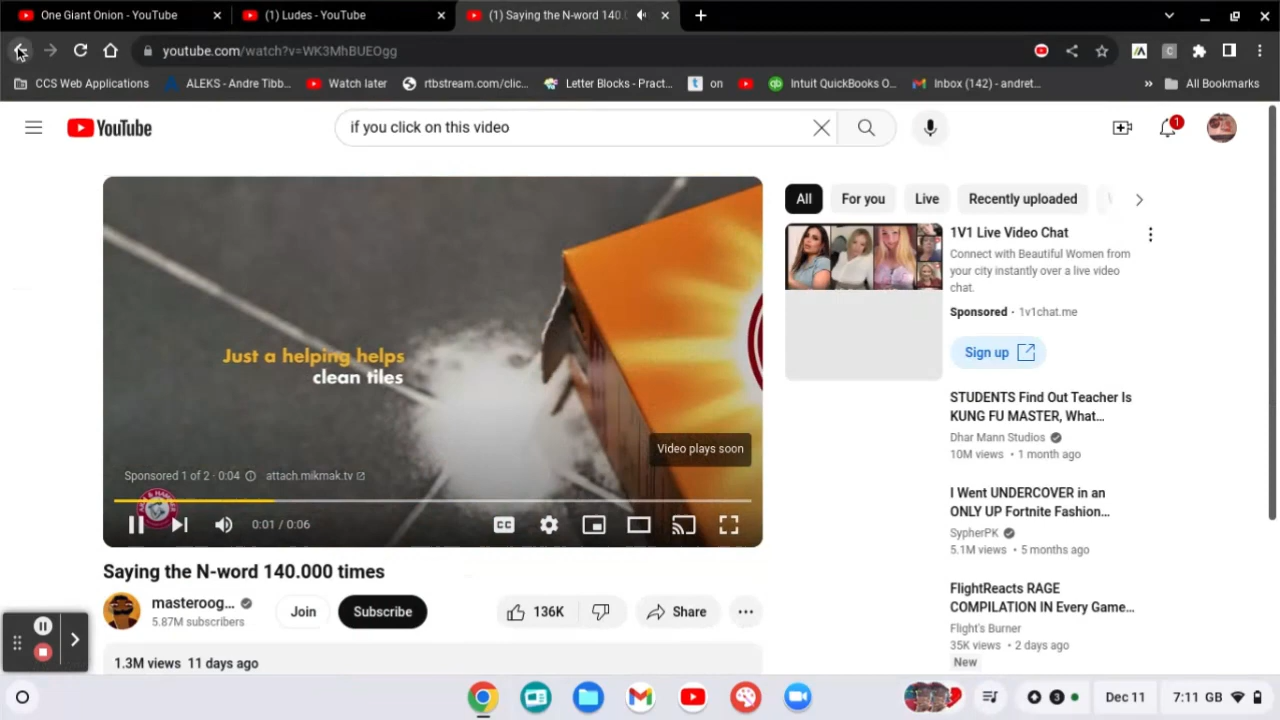 One Giant Onion - YouTube
(1) Ludes - YouTube
(1) Saying the N-word 140.
youtube.com/watch?v=WK3MhBUEOgg
CCS Web Applications
ALEKS - Andre Tibb...
Watch later
rtbstream.com/clic...
Letter Blocks - Pract...
t on
Intuit QuickBooks O...
Inbox (142) - andret...
»
All Bookmarks
YouTube
if you click on this video
1
All
For you
Live
Recently uploaded
Just a helping helps
clean tiles
Video plays soon
Sponsored 1 of 2 · 0:04
attach.mikmak.tv
0:01 / 0:06
CC
1V1 Live Video Chat
Connect with Beautiful Women from
your city instantly over a live video
chat.
Sponsored · 1v1chat.me
Sign up
STUDENTS Find Out Teacher Is
KUNG FU MASTER, What...
Dhar Mann Studios
10M views · 1 month ago
I Went UNDERCOVER in an
ONLY UP Fortnite Fashion...
SypherPK
5.1M views · 5 months ago
FlightReacts RAGE
COMPILATION IN Every Game...
Flight's Burner
35K views · 2 days ago
New
Saying the N-word 140.000 times
masteroog...
5.87M subscribers
Join
Subscribe
136K
Share
1.3M views 11 days ago
3
Dec 11
7:11 GB